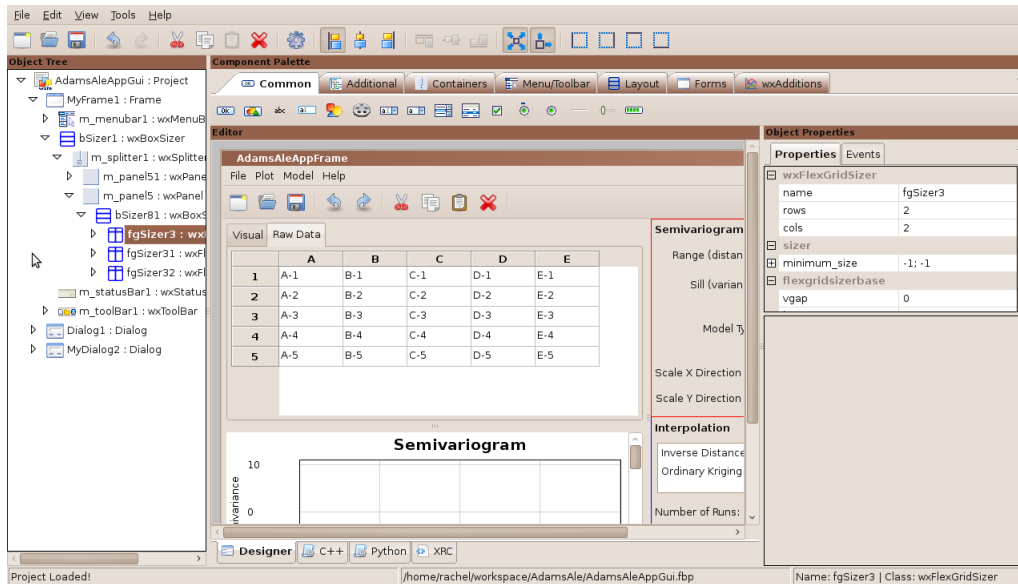 File Edit View Tools Help
Object Tree
AdamsAleAppGui : Project
MyFrame1 : Frame
m_menubar1 : wxMenuB
bSizer1 : wxBoxSizer
m_splitter1 : wxSplitter
m_panel51 : wxPane
m_panel5 : wxPanel
bSizer81 : wxBoxS
fgSizer3 : wx
fgSizer31 : wxFl
fgSizer32 : wxFl
m_statusBar1 : wxStatus
m_toolBar1 : wxToolBar
Dialog1 : Dialog
MyDialog2 : Dialog
Component Palette
Common Additional Containers Menu/Toolbar Layout Forms wxAdditions
OK abc
Editor
AdamsAleAppFrame
File Plot Model Help
Visual Raw Data
A B C D E
1 A-1 B-1 C-1 D-1 E-1
2 A-2 B-2 C-2 D-2 E-2
3 A-3 B-3 C-3 D-3 E-3
4 A-4 B-4 C-4 D-4 E-4
5 A-5 B-5 C-5 D-5 E-5
Semivariogram
10
0
ivariance
Semivariogram
Range (distan
Sill (varian
Model Ty
Scale X Direction
Scale Y Direction
Interpolation
Inverse Distance
Ordinary Kriging
Number of Runs:
Designer C++ Python XRC
Object Properties
Properties Events
wxFlexGridSizer
name fgSizer3
rows 2
cols 2
sizer
minimum_size -1; -1
flexgridsizerbase
vgap 0
Project Loaded! /home/rachel/workspace/AdamsAle/AdamsAleAppGui.fbp Name: fgSizer3 | Class: wxFlexGridSizer